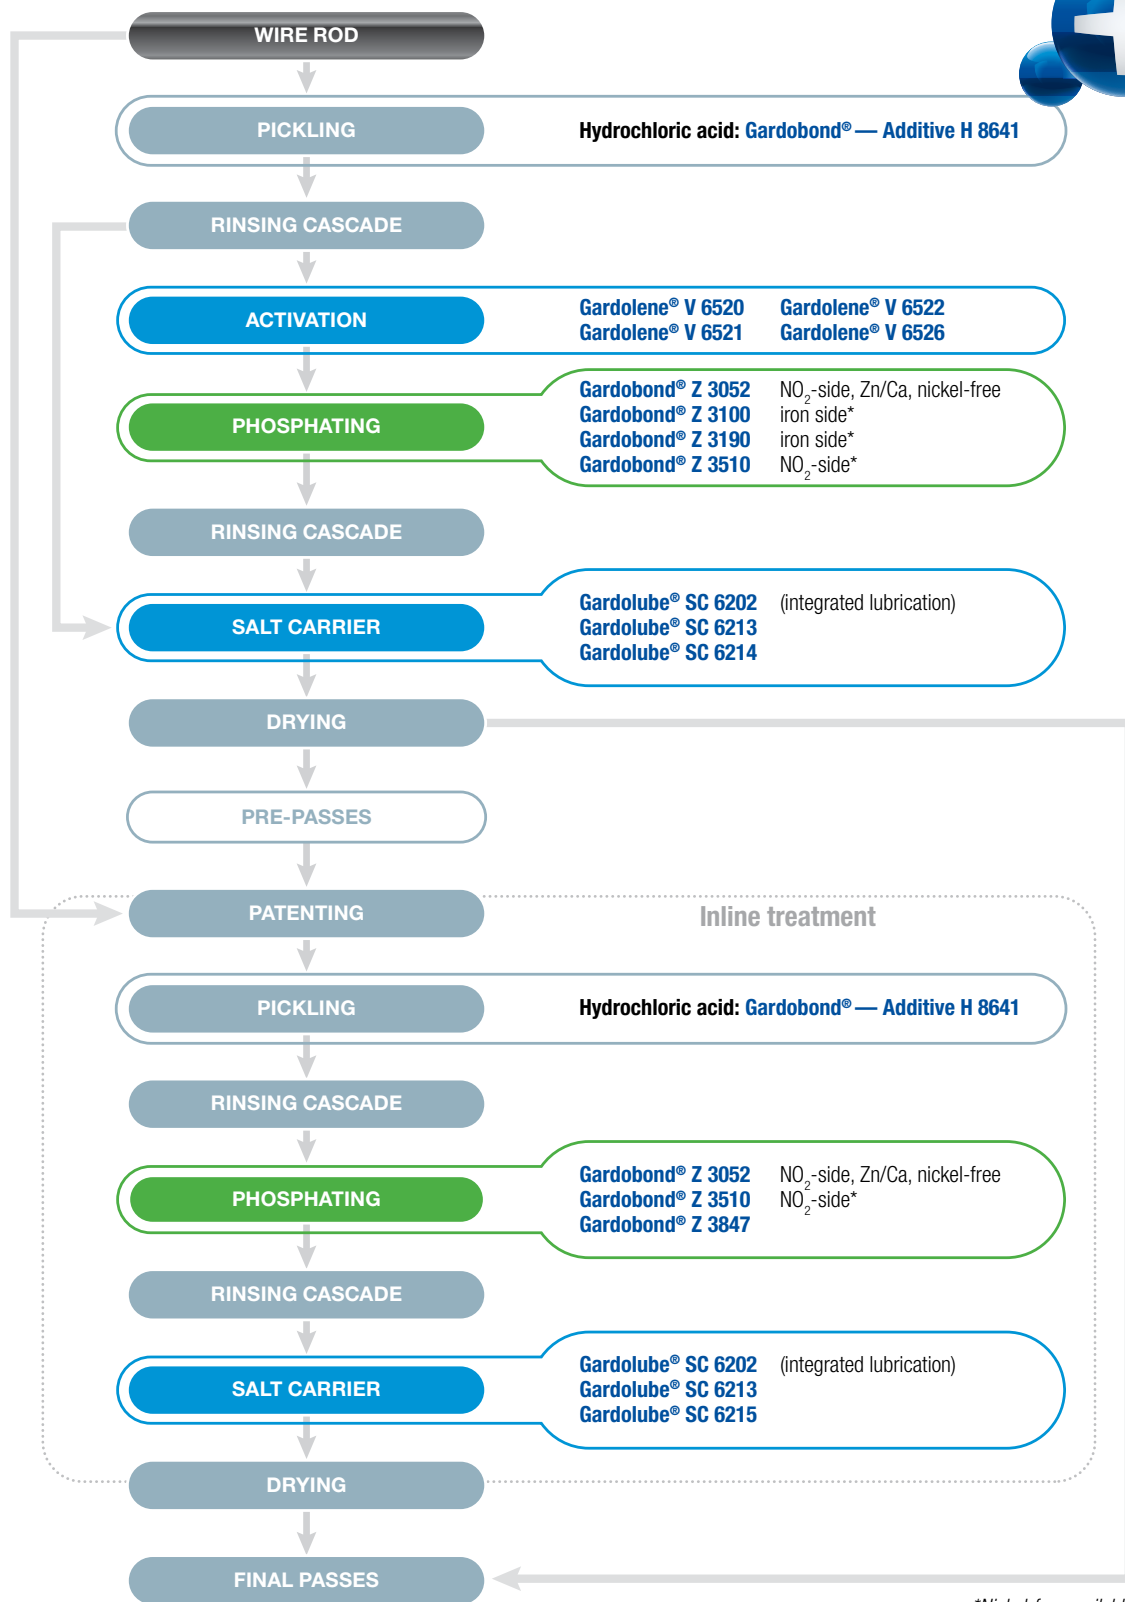 WIRE ROD
PICKLING
Hydrochloric acid: Gardobond® — Additive H 8641
RINSING CASCADE
ACTIVATION
Gardolene® V 6520 Gardolene® V 6522
Gardolene® V 6521 Gardolene® V 6526
PHOSPHATING
Gardobond® Z 3052 NO₂-side, Zn/Ca, nickel-free
Gardobond® Z 3100 iron side*
Gardobond® Z 3190 iron side*
Gardobond® Z 3510 NO₂-side*
RINSING CASCADE
SALT CARRIER
Gardolube® SC 6202 (integrated lubrication)
Gardolube® SC 6213
Gardolube® SC 6214
DRYING
PRE-PASSES
PATENTING
Inline treatment
PICKLING
Hydrochloric acid: Gardobond® — Additive H 8641
RINSING CASCADE
PHOSPHATING
Gardobond® Z 3052 NO₂-side, Zn/Ca, nickel-free
Gardobond® Z 3510 NO₂-side*
Gardobond® Z 3847
RINSING CASCADE
SALT CARRIER
Gardolube® SC 6202 (integrated lubrication)
Gardolube® SC 6213
Gardolube® SC 6215
DRYING
FINAL PASSES